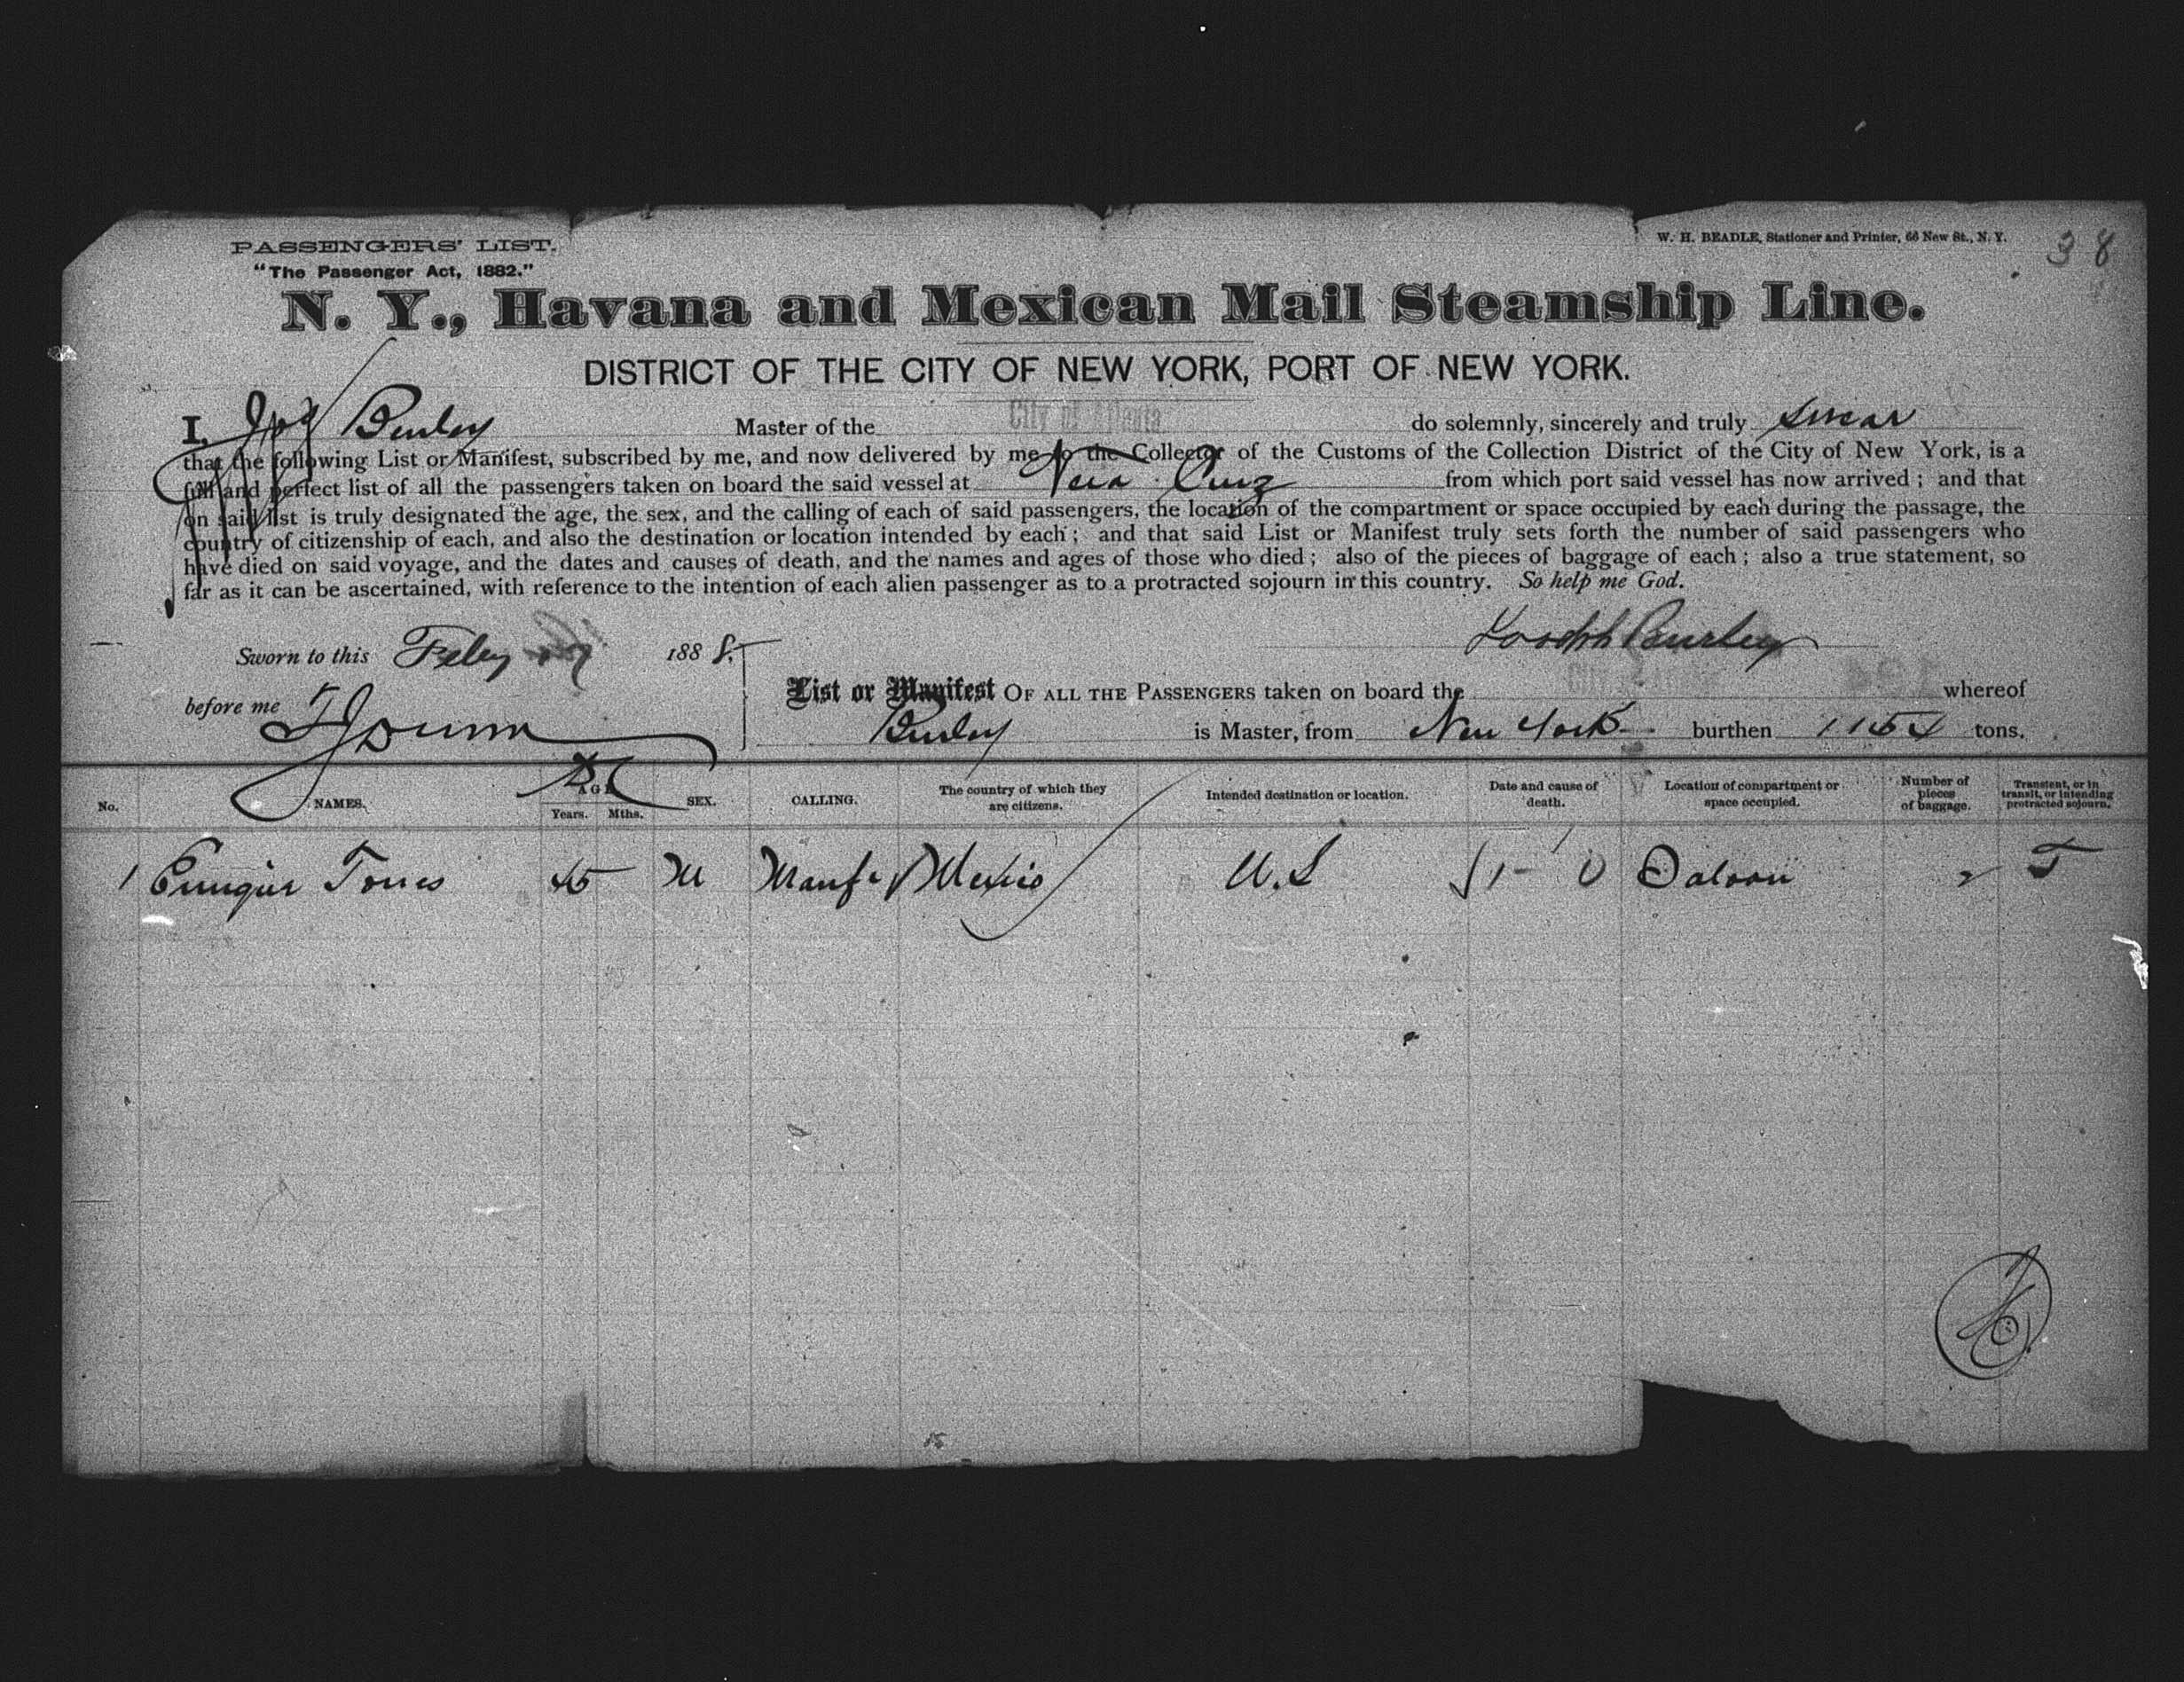 PASSENGERS' LIST.
"The Passenger Act, 1882."
W. H. BEADLE, Stationer and Printer, 66 New St., N. Y.
38
N. Y., Havana and Mexican Mail Steamship Line.
DISTRICT OF THE CITY OF NEW YORK, PORT OF NEW YORK.
I, Jos Burley Master of the City of Atlanta do solemnly, sincerely and truly swear
that the following List or Manifest, subscribed by me, and now delivered by me to the Collector of the Customs of the Collection District of the City of New York, is a
full and perfect list of all the passengers taken on board the said vessel at Vera Cruz from which port said vessel has now arrived; and that
on said list is truly designated the age, the sex, and the calling of each of said passengers, the location of the compartment or space occupied by each during the passage, the
country of citizenship of each, and also the destination or location intended by each; and that said List or Manifest truly sets forth the number of said passengers who
have died on said voyage, and the dates and causes of death, and the names and ages of those who died; also of the pieces of baggage of each; also a true statement, so
far as it can be ascertained, with reference to the intention of each alien passenger as to a protracted sojourn in this country. So help me God.
Joseph Burley
Sworn to this Feby 1888.
before me
List or Manifest OF ALL THE PASSENGERS taken on board the whereof
Burley is Master, from New York burthen tons.
No. NAMES. AGE Years. Mths. SEX. CALLING. The country of which they are citizens. Intended destination or location. Date and cause of death. Location of compartment or space occupied. Number of pieces of baggage. Transient, or in transit, or intending protracted sojourn.
1 Torres 45 M Manfr Mexico U.S Saloon 2 T